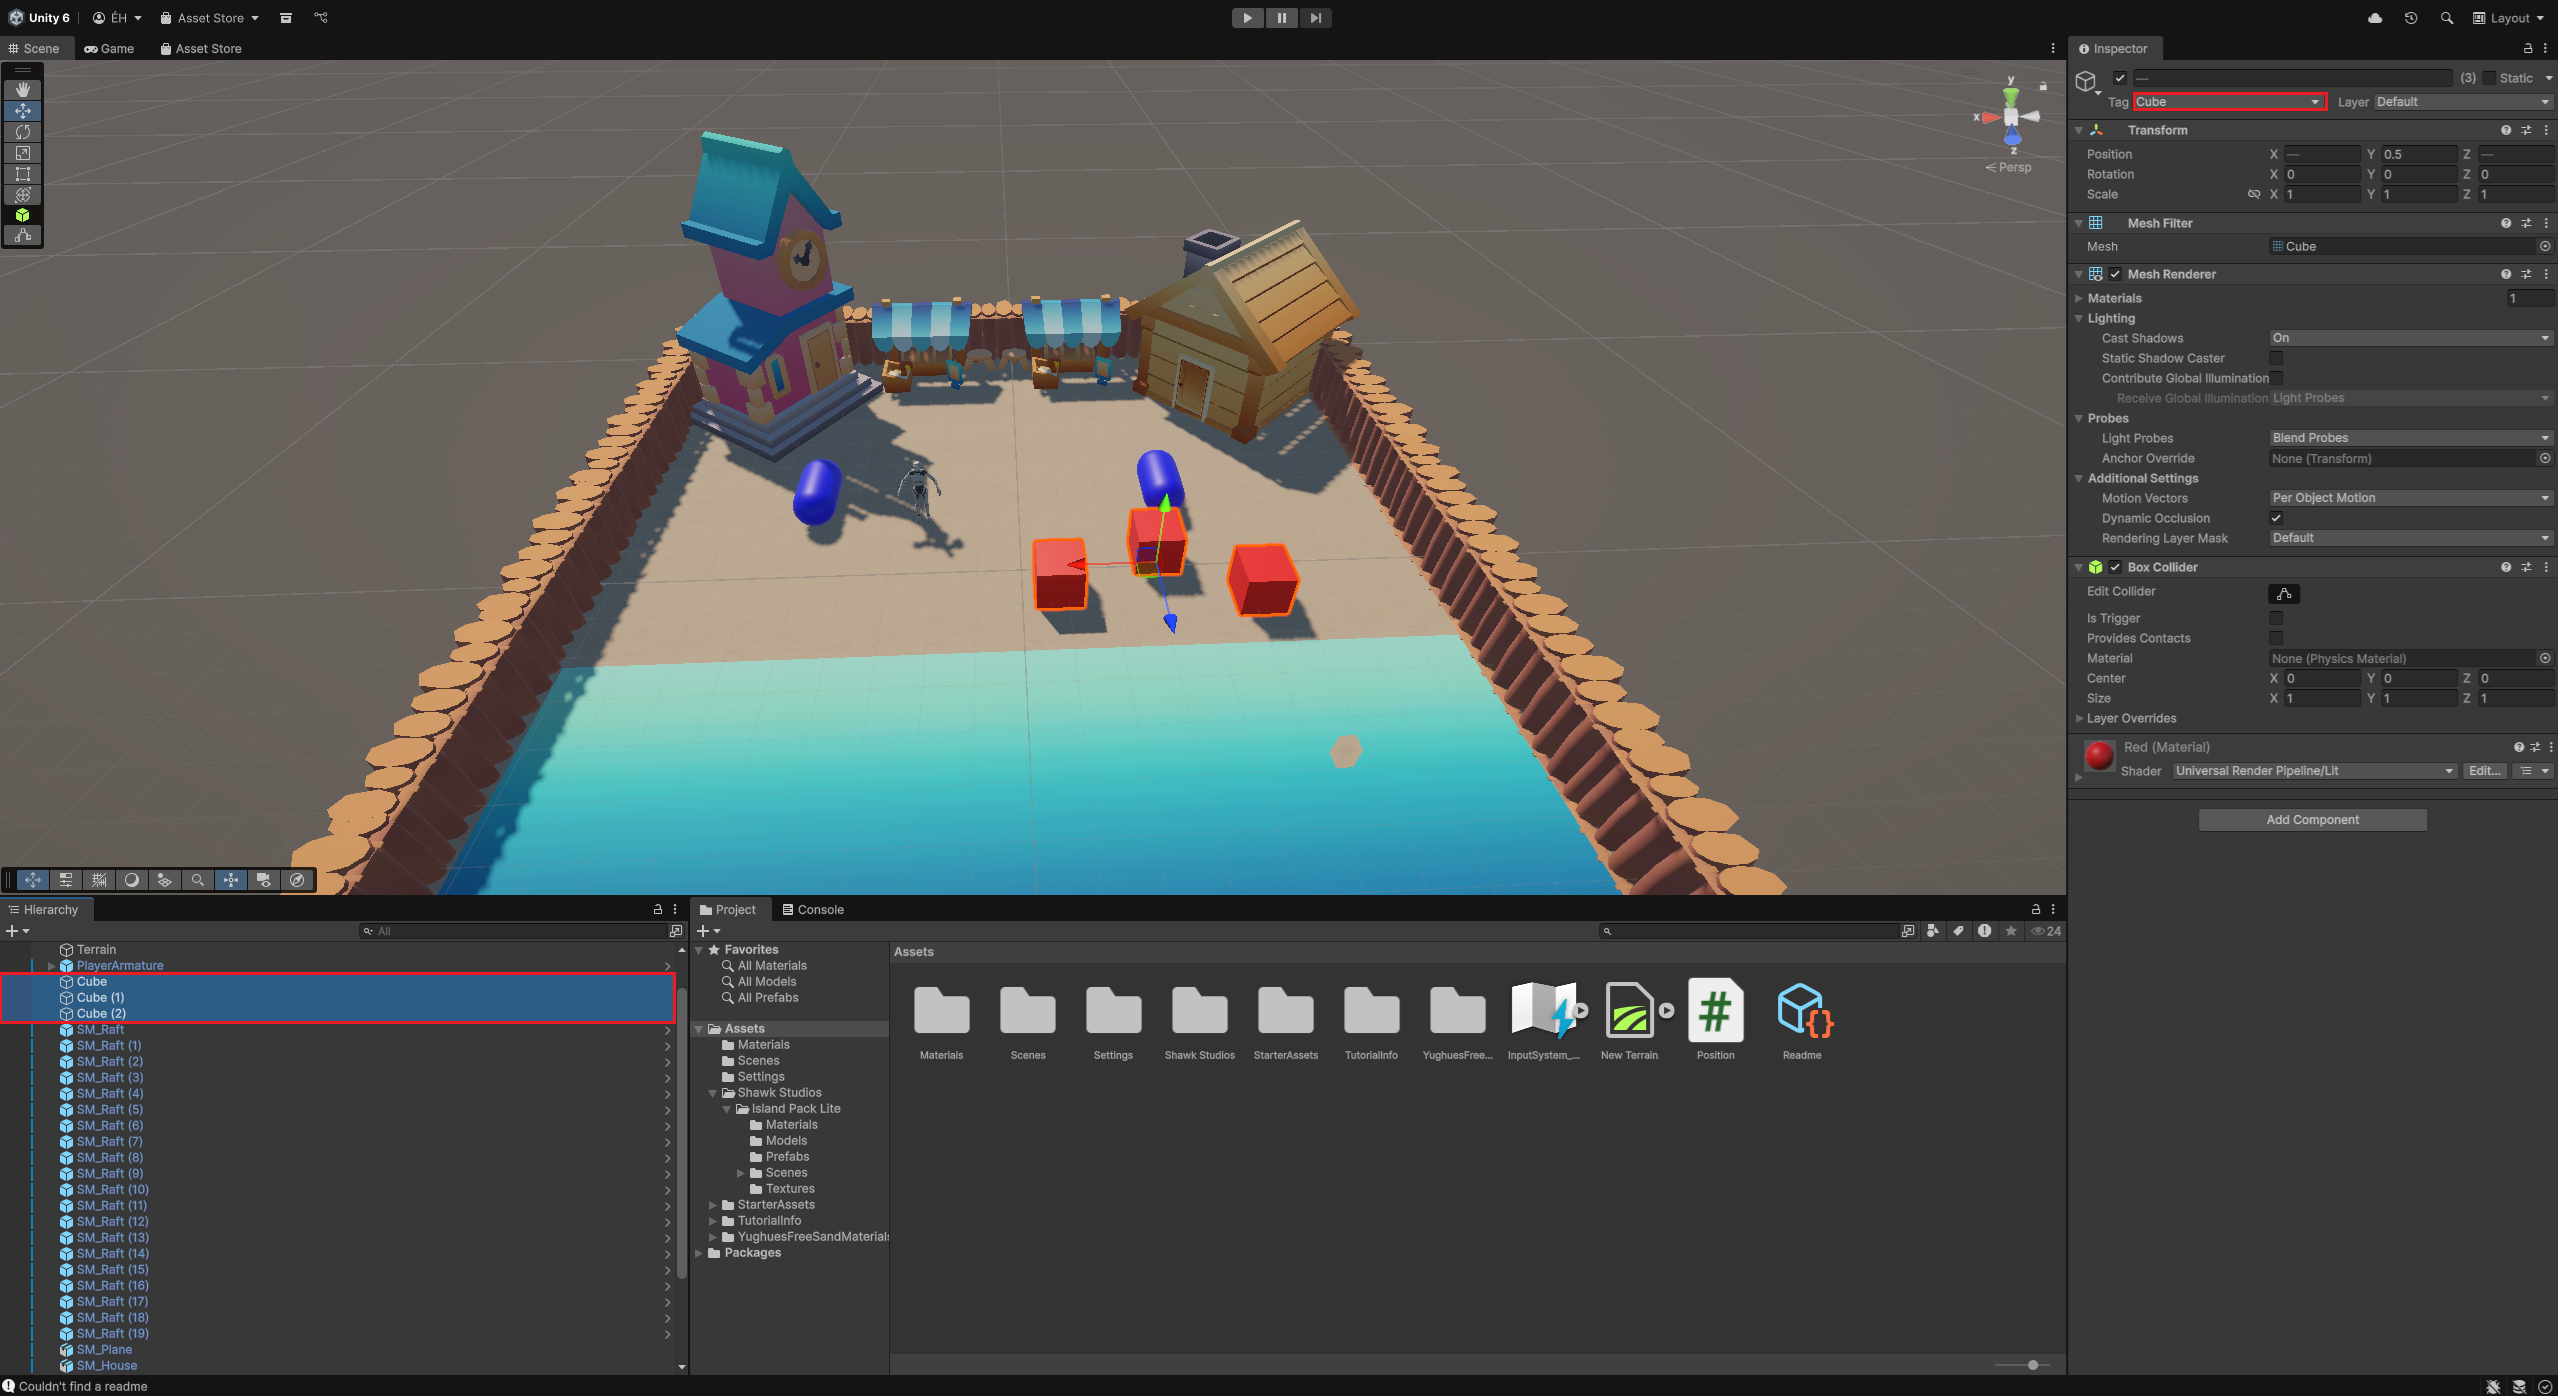 Unity 6 ÉH Asset Store Layout
Scene Game Asset Store
y
x
z
Persp
Inspector
— (3) Static
Tag Cube Layer Default
Transform
Position X — Y 0.5 Z —
Rotation X 0 Y 0 Z 0
Scale X 1 Y 1 Z 1
Mesh Filter
Mesh Cube
Mesh Renderer
Materials 1
Lighting
Cast Shadows On
Static Shadow Caster
Contribute Global Illumination
Receive Global Illumination Light Probes
Probes
Light Probes Blend Probes
Anchor Override None (Transform)
Additional Settings
Motion Vectors Per Object Motion
Dynamic Occlusion
Rendering Layer Mask Default
Box Collider
Edit Collider
Is Trigger
Provides Contacts
Material None (Physics Material)
Center X 0 Y 0 Z 0
Size X 1 Y 1 Z 1
Layer Overrides
Red (Material)
Shader Universal Render Pipeline/Lit Edit...
Add Component
Hierarchy
All
Terrain
PlayerArmature
Cube
Cube (1)
Cube (2)
SM_Raft
SM_Raft (1)
SM_Raft (2)
SM_Raft (3)
SM_Raft (4)
SM_Raft (5)
SM_Raft (6)
SM_Raft (7)
SM_Raft (8)
SM_Raft (9)
SM_Raft (10)
SM_Raft (11)
SM_Raft (12)
SM_Raft (13)
SM_Raft (14)
SM_Raft (15)
SM_Raft (16)
SM_Raft (17)
SM_Raft (18)
SM_Raft (19)
SM_Plane
SM_House
Project Console
24
Favorites
All Materials
All Models
All Prefabs
Assets
Materials
Scenes
Settings
Shawk Studios
Island Pack Lite
Materials
Models
Prefabs
Scenes
Textures
StarterAssets
TutorialInfo
YughuesFreeSandMaterials
Packages
Assets
Materials Scenes Settings Shawk Studios StarterAssets TutorialInfo YughuesFree... InputSystem_... New Terrain Position Readme
Couldn't find a readme